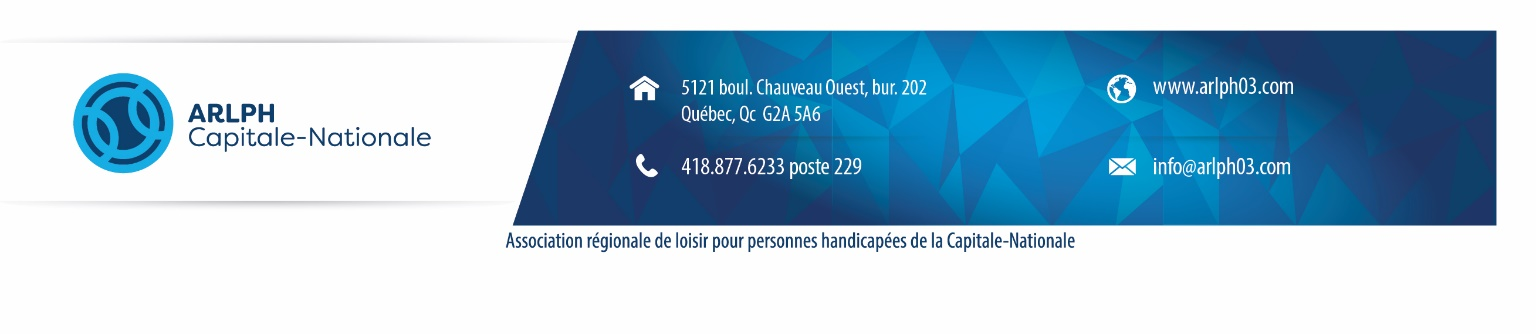 ARLPH
Capitale-Nationale
5121 boul. Chauveau Ouest, bur. 202
Québec, Qc G2A 5A6
418.877.6233 poste 229
www.arlph03.com
info@arlph03.com
Association régionale de loisir pour personnes handicapées de la Capitale-Nationale